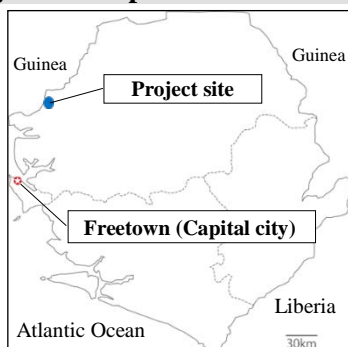 Guinea
Guinea
Project site
Freetown (Capital city)
Liberia
Atlantic Ocean
30km